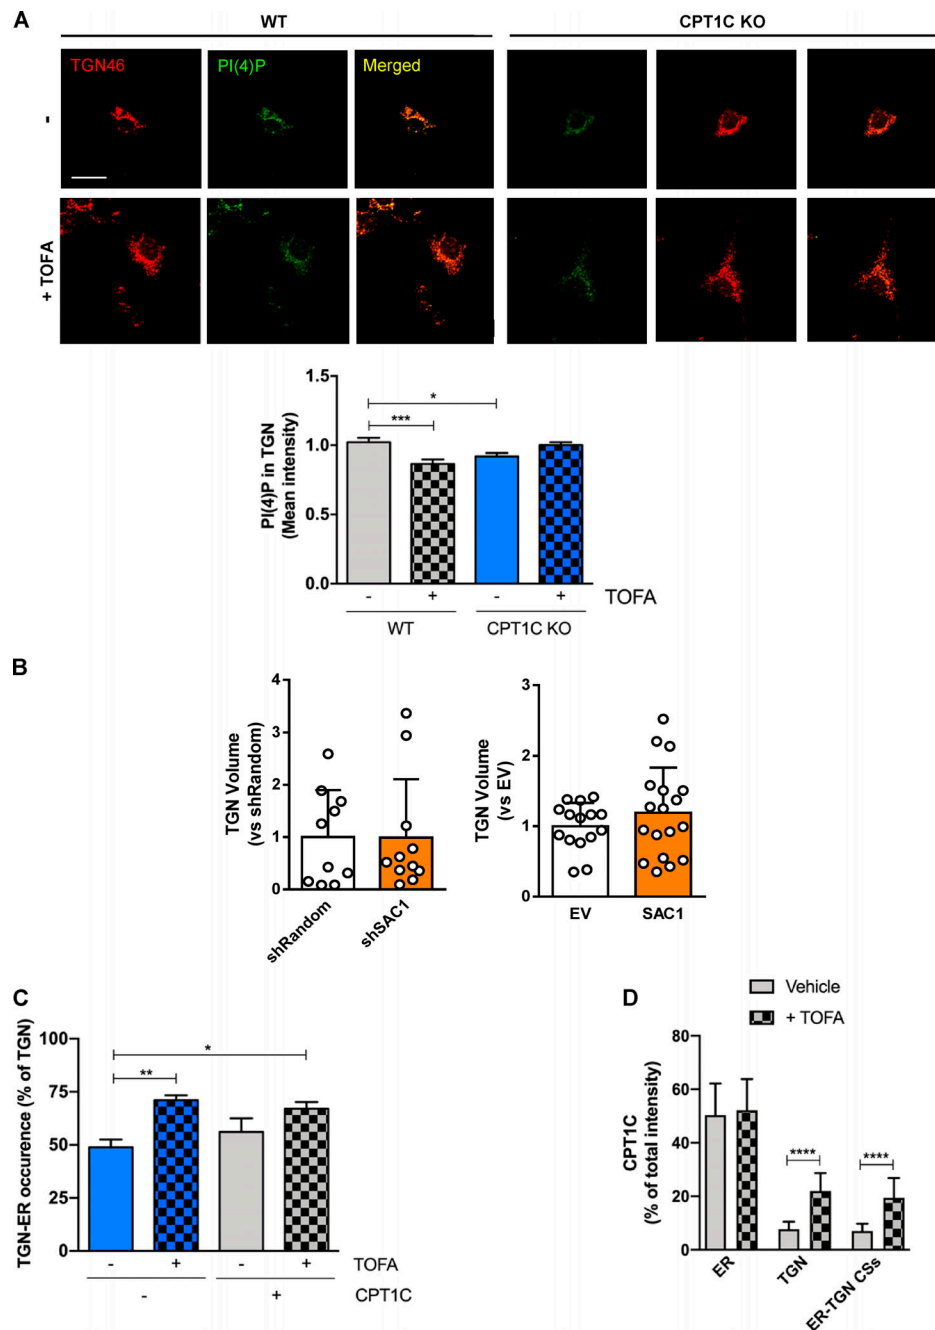 A
WT
CPT1C KO
TGN46
PI(4)P
Merged
-
+ TOFA
PI(4)P in TGN
(Mean intensity)
1.5
1.0
0.5
0.0
*
***
- + - + TOFA
WT
CPT1C KO
B
TGN Volume
(vs shRandom)
4
3
2
1
0
shRandom
shSAC1
TGN Volume
(vs EV)
3
2
1
0
EV
SAC1
C
TGN-ER occurence (% of TGN)
100
75
50
25
0
*
**
- + - + TOFA
- + CPT1C
D
Vehicle
+ TOFA
CPT1C
(% of total intensity)
80
60
40
20
0
****
****
ER
TGN
ER-TGN CSs